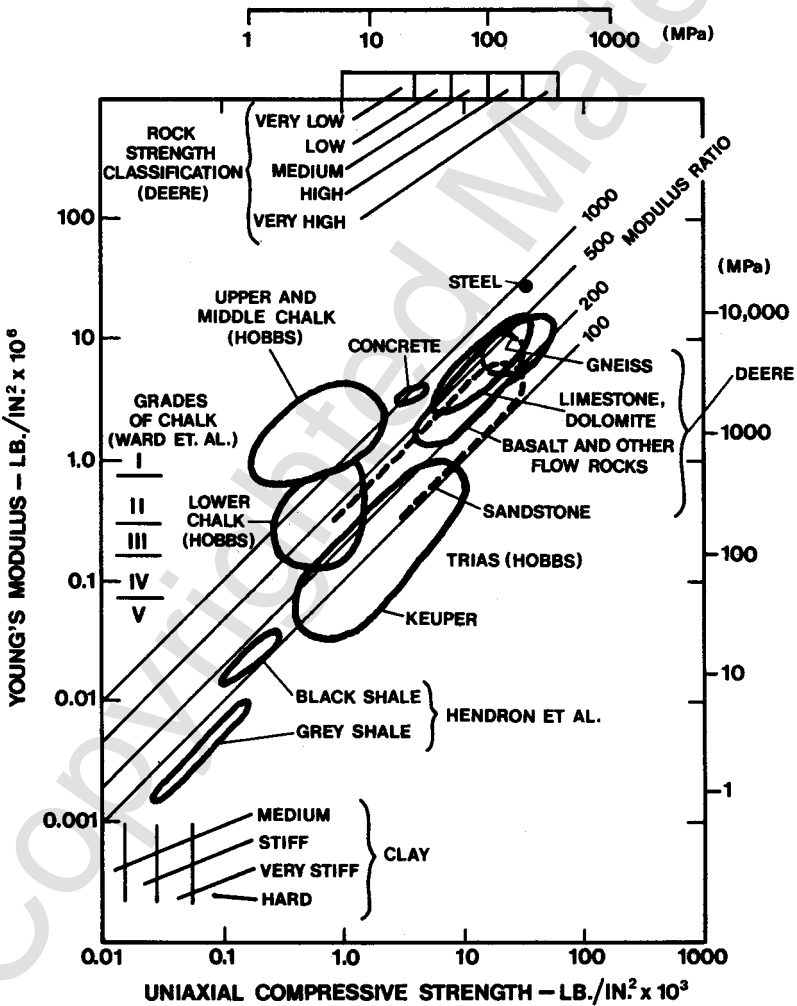 1 10 100 1000 (MPa)
ROCK
STRENGTH
CLASSIFICATION
(DEERE)
VERY LOW
LOW
MEDIUM
HIGH
VERY HIGH
1000
500
200
100
MODULUS RATIO
STEEL
UPPER AND
MIDDLE CHALK
(HOBBS)
CONCRETE
GNEISS
LIMESTONE,
DOLOMITE
BASALT AND OTHER
FLOW ROCKS
DEERE
SANDSTONE
TRIAS (HOBBS)
KEUPER
GRADES
OF CHALK
(WARD ET. AL.)
I
II
III
IV
V
LOWER
CHALK
(HOBBS)
BLACK SHALE
GREY SHALE
HENDRON ET AL.
MEDIUM
STIFF
VERY STIFF
HARD
CLAY
YOUNG'S MODULUS – LB./IN.² x 10⁶
100
10
1.0
0.1
0.01
0.001
(MPa)
10,000
1000
100
10
1
0.01 0.1 1.0 10 100 1000
UNIAXIAL COMPRESSIVE STRENGTH – LB./IN.² x 10³
Copyrighted Mate